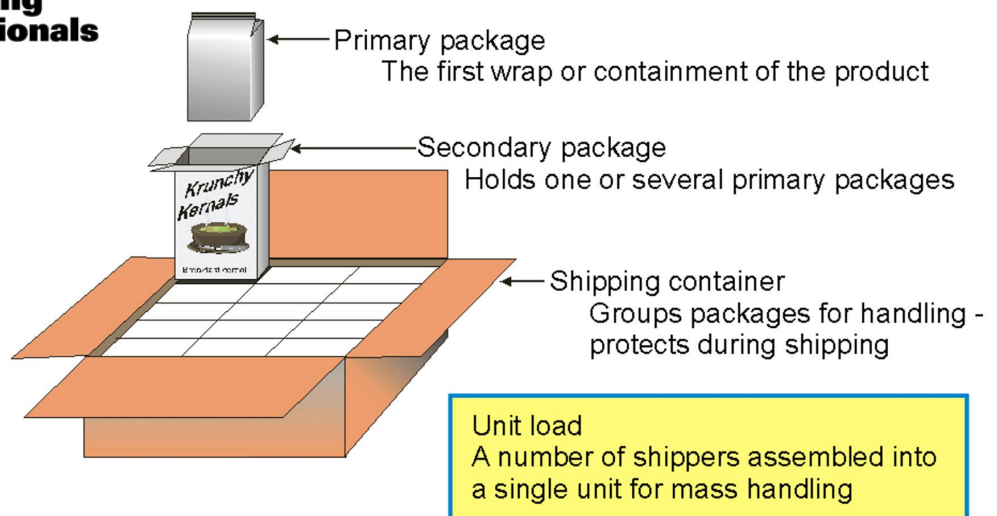 ionals
Primary package
The first wrap or containment of the product
Secondary package
Holds one or several primary packages
Krunchy
Kernals
Shipping container
Groups packages for handling -
protects during shipping
Unit load
A number of shippers assembled into
a single unit for mass handling